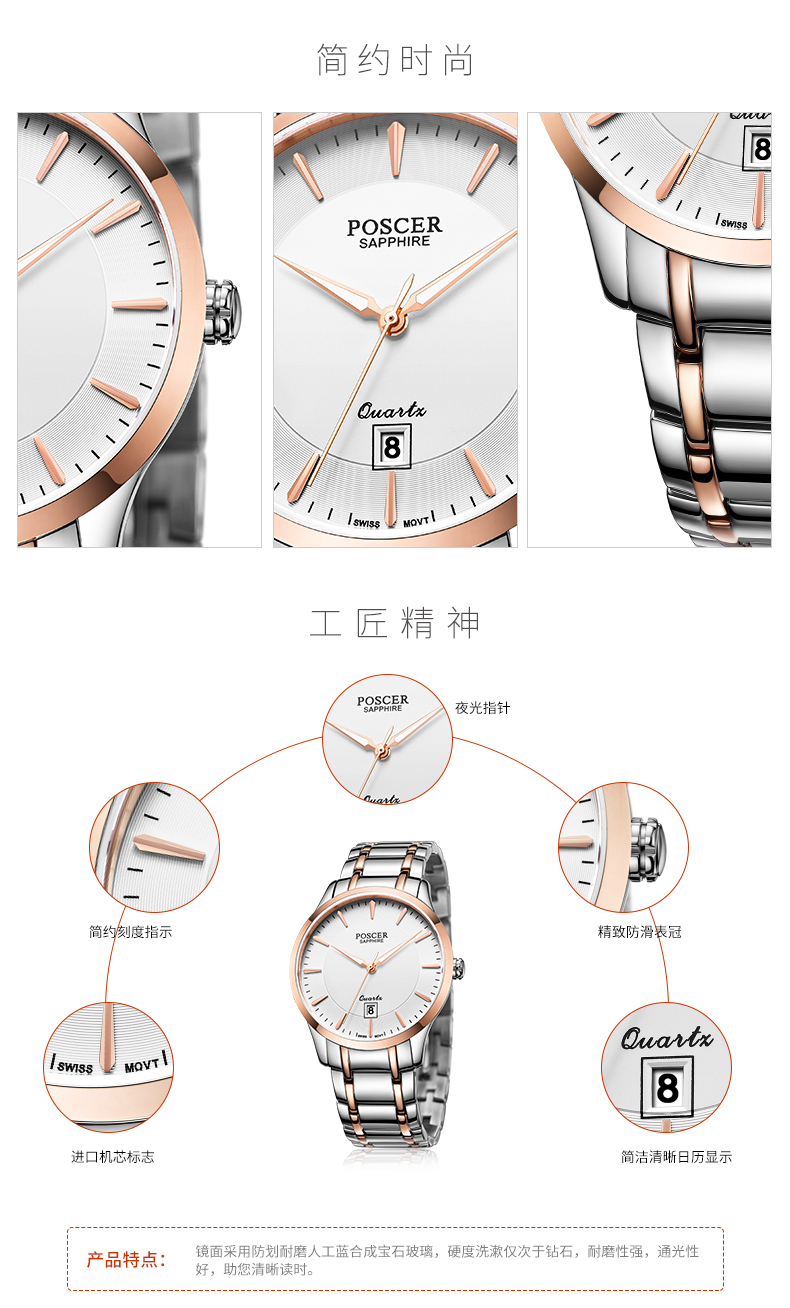 简约时尚
POSCER
SAPPHIRE
Quartz
8
SWISS MOVT
8
SWISS
工匠精神
POSCER
SAPPHIRE
Quartz
夜光指针
简约刻度指示
精致防滑表冠
POSCER
SAPPHIRE
Quartz
8
SWISS MOVT
进口机芯标志
Quartz
8
简洁清晰日历显示
产品特点：
镜面采用防划耐磨人工蓝合成宝石玻璃，硬度洗漱仅次于钻石，耐磨性强，通光性
好，助您清晰读时。